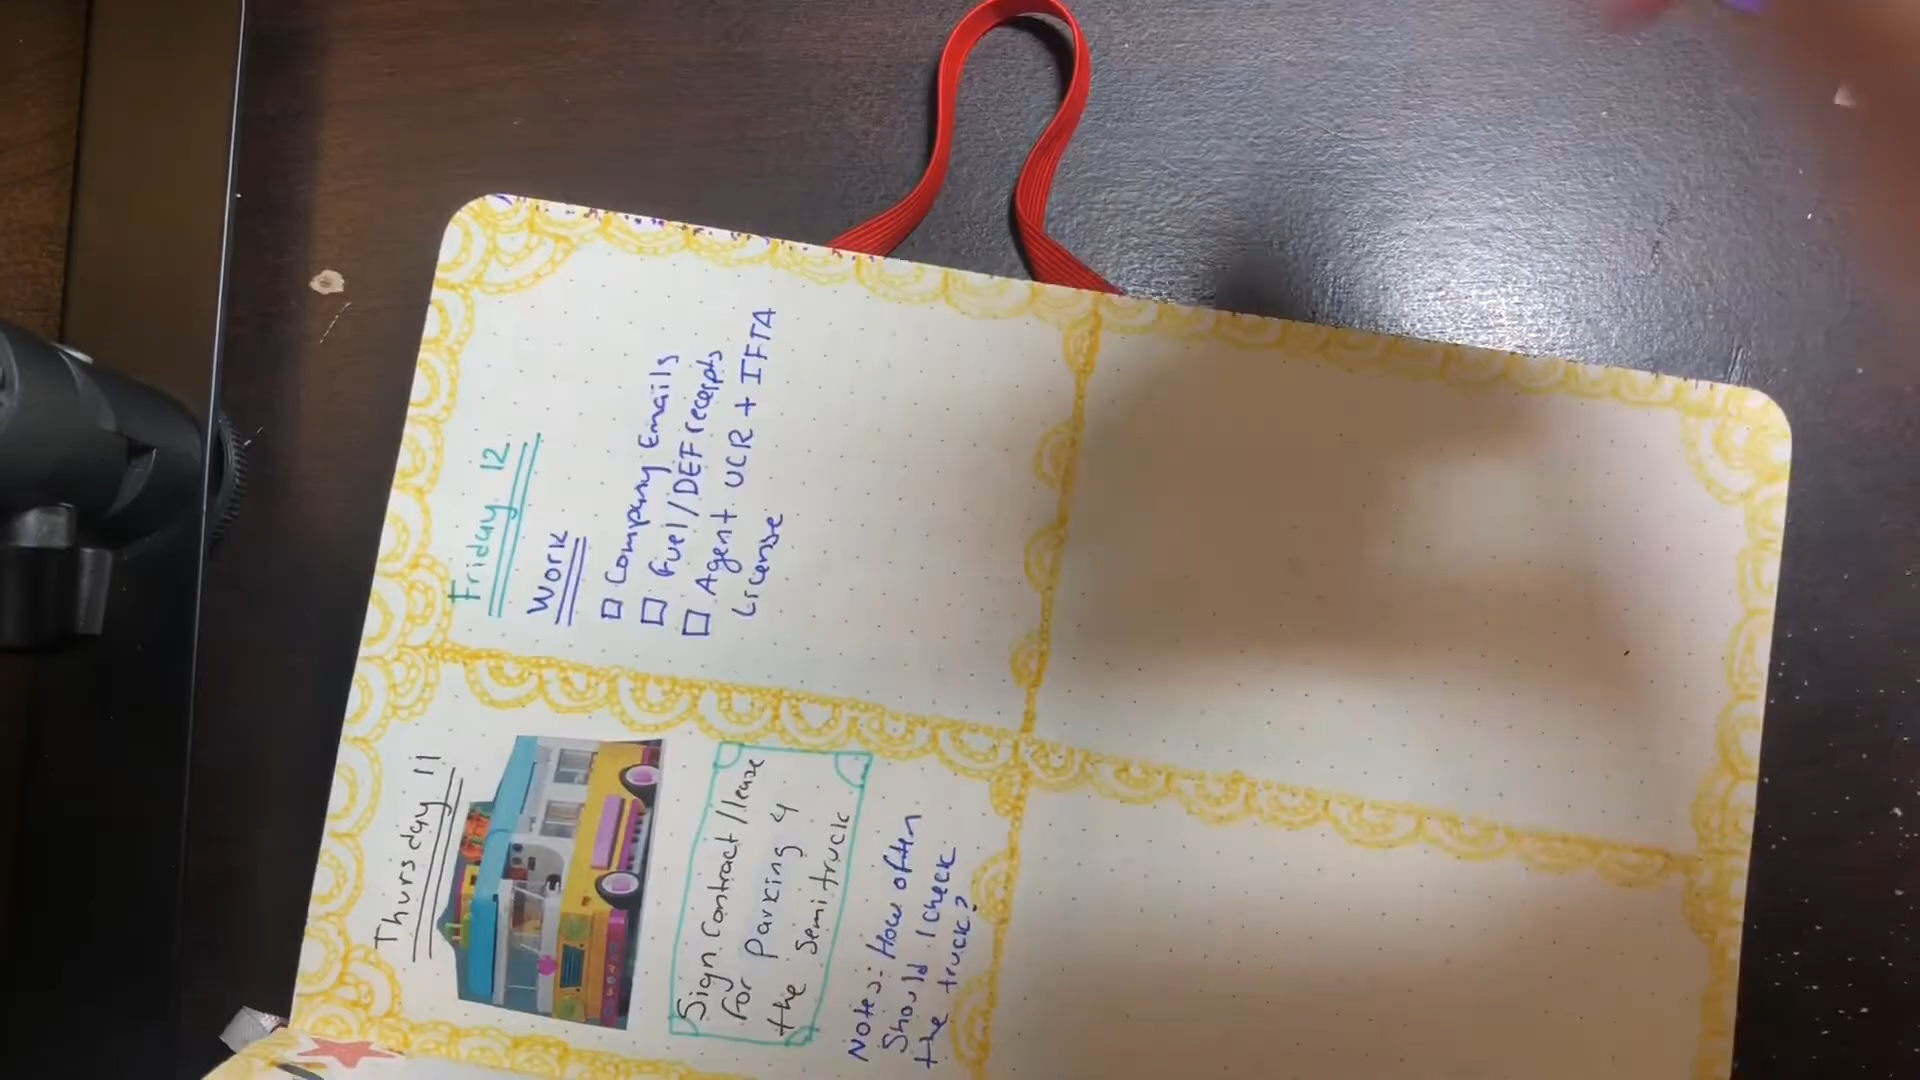 Thursday 11
Sign contract/lease
for parking 4
the semi truck
Notes: How often
should I check
the truck?
Friday 12
Work
Company Emails
Fuel/DEF receipts
Agent UCR + IFTA
License